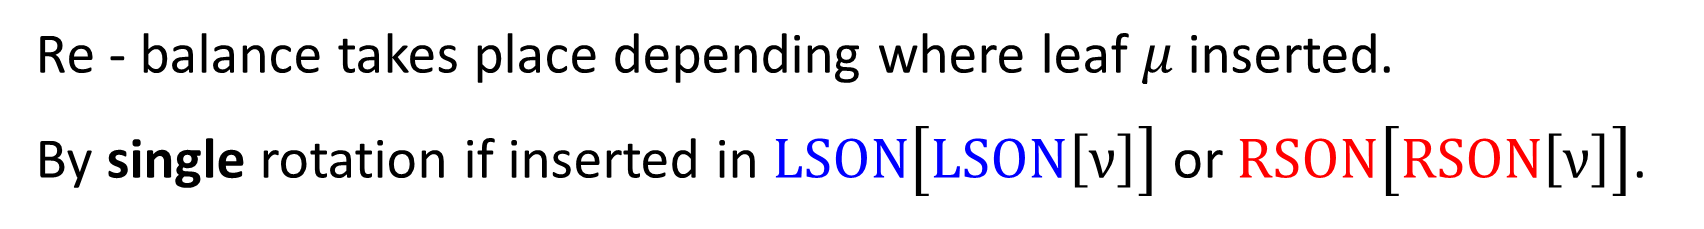 Re - balance takes place depending where leaf μ inserted.
By single rotation if inserted in LSON[LSON[ν]] or RSON[RSON[ν]].